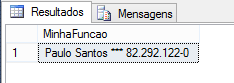 Resultados Mensagens
MinhaFuncao
1 Paulo Santos *** 82.292.122-0